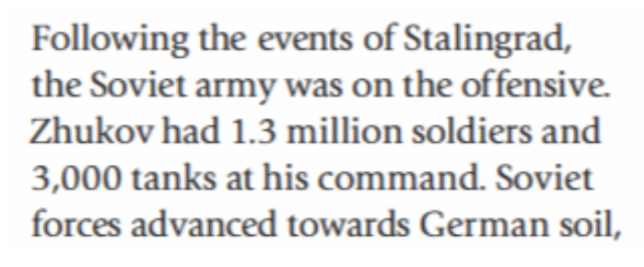 Following the events of Stalingrad,
the Soviet army was on the offensive.
Zhukov had 1.3 million soldiers and
3,000 tanks at his command. Soviet
forces advanced towards German soil,